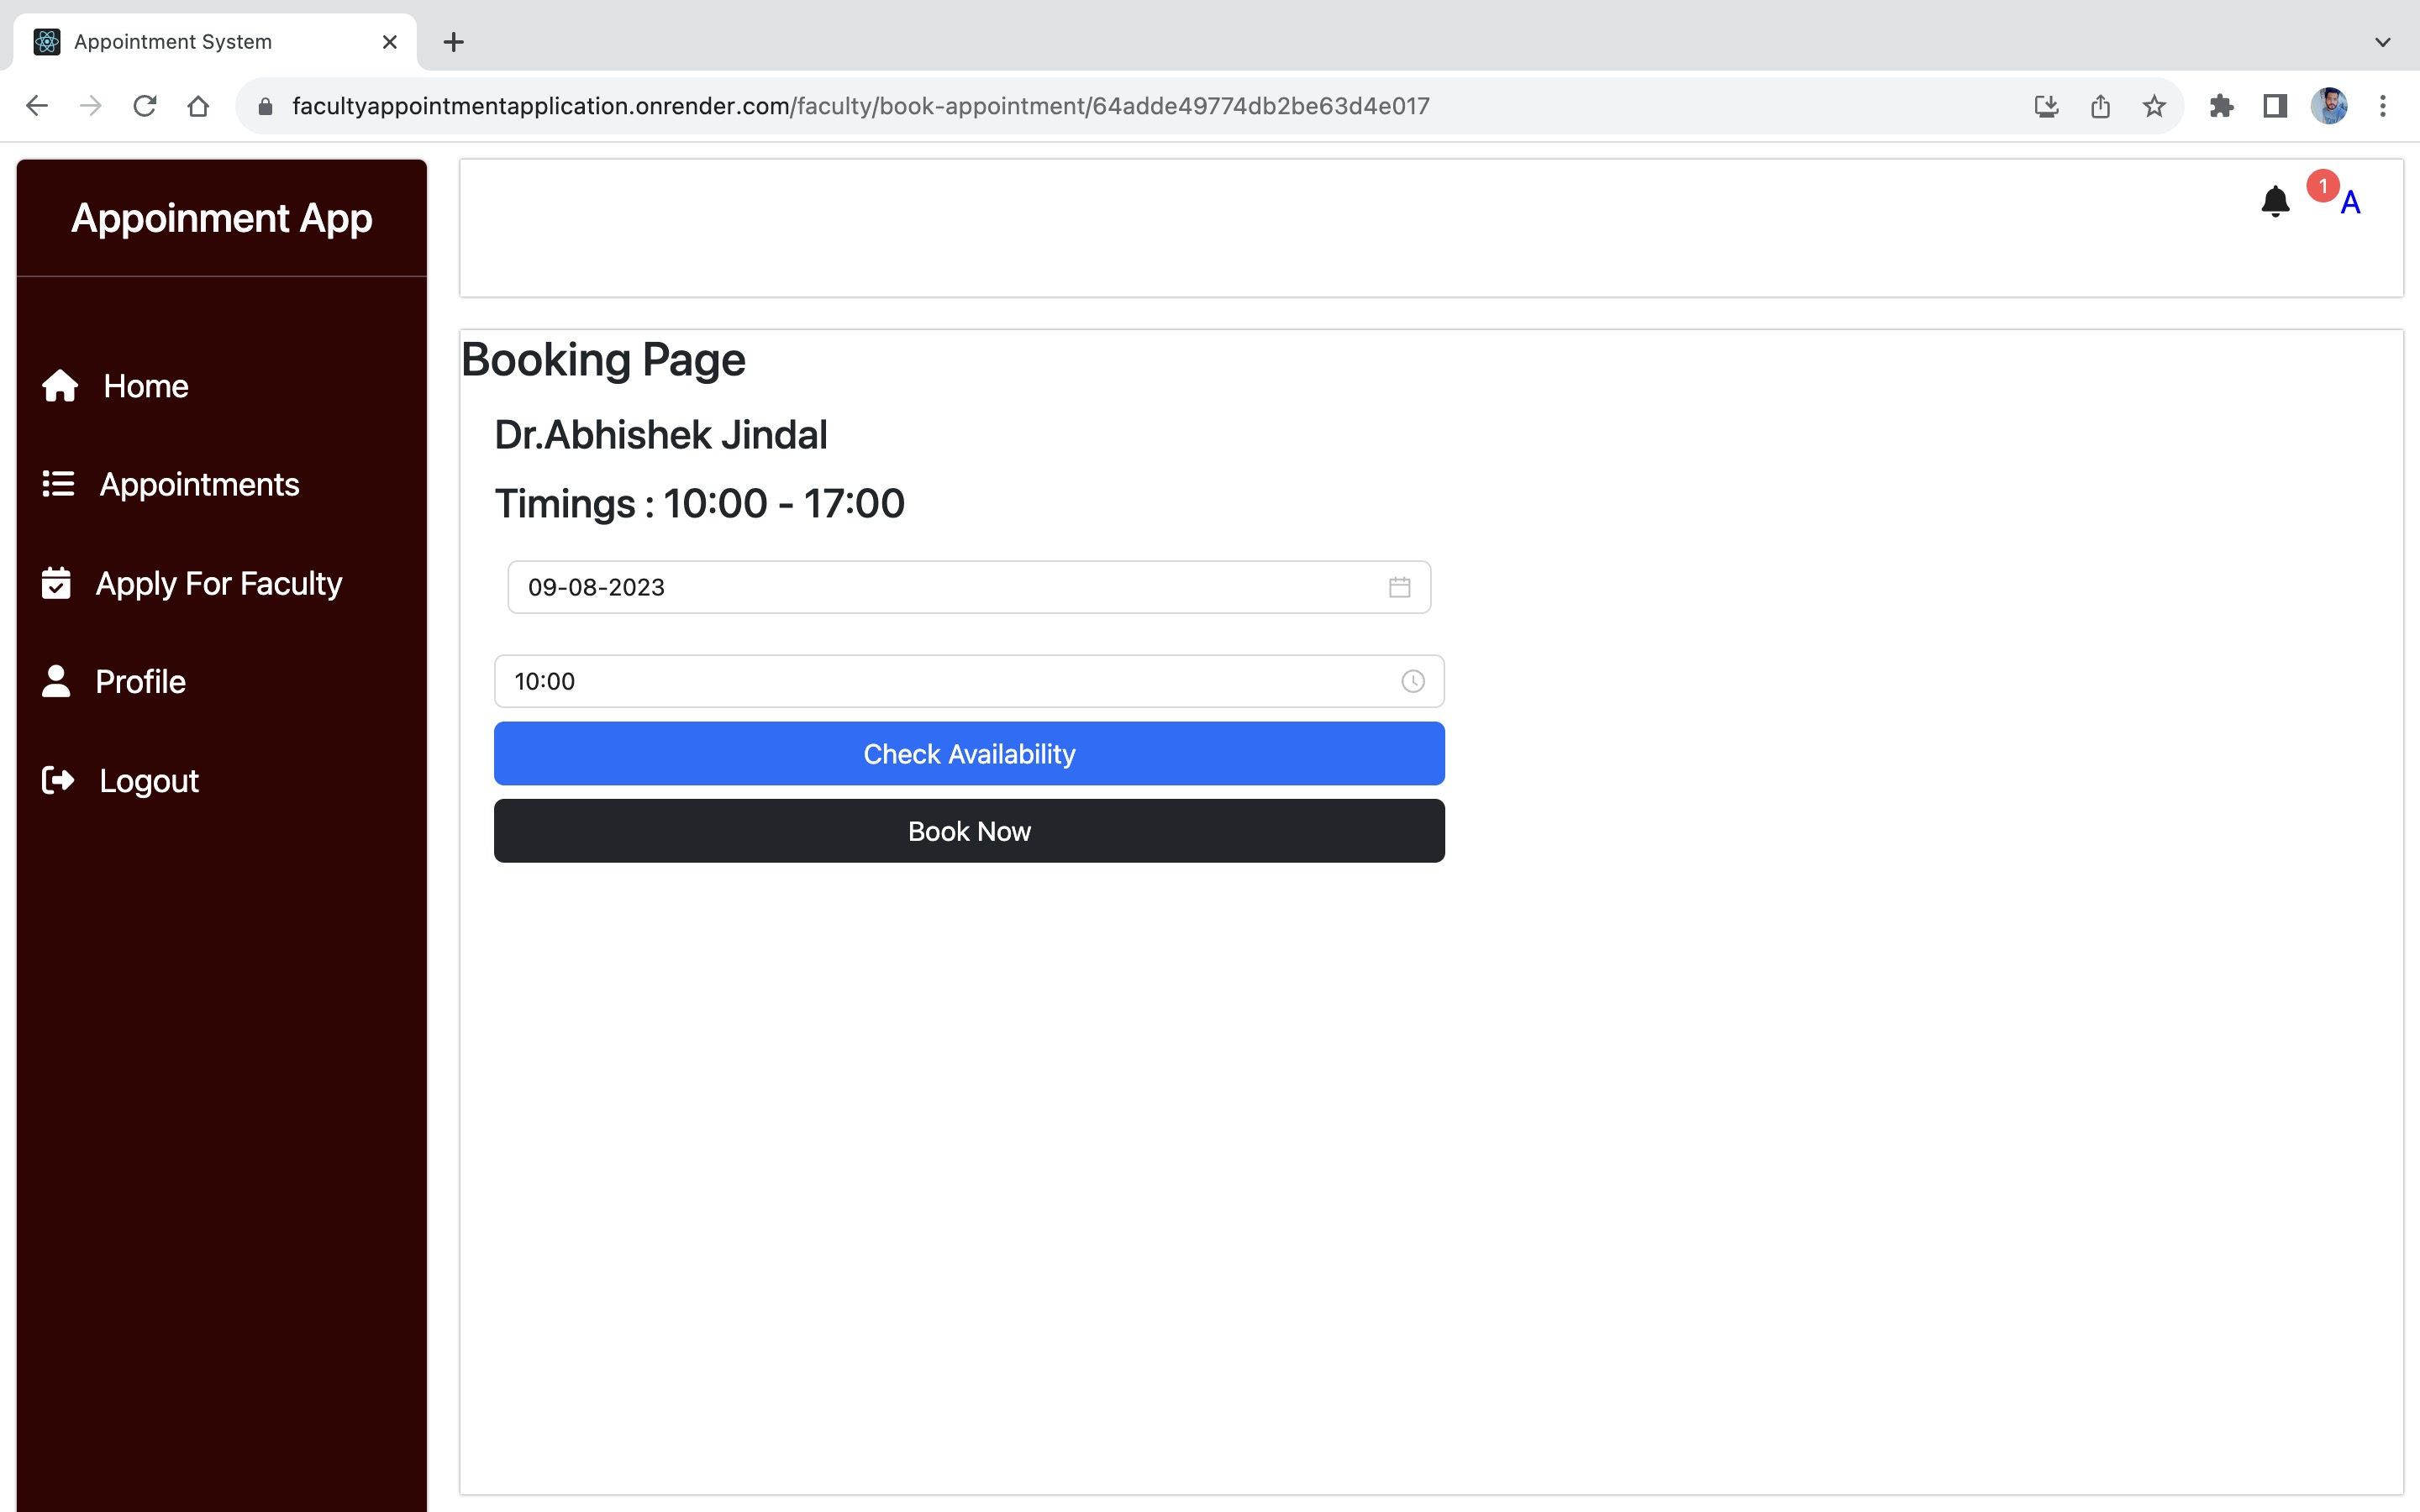 Appointment System
facultyappointmentapplication.onrender.com/faculty/book-appointment/64adde49774db2be63d4e017
Appoinment App
Home
Appointments
Apply For Faculty
Profile
Logout
1
A
Booking Page
Dr.Abhishek Jindal
Timings : 10:00 - 17:00
09-08-2023
10:00
Check Availability
Book Now